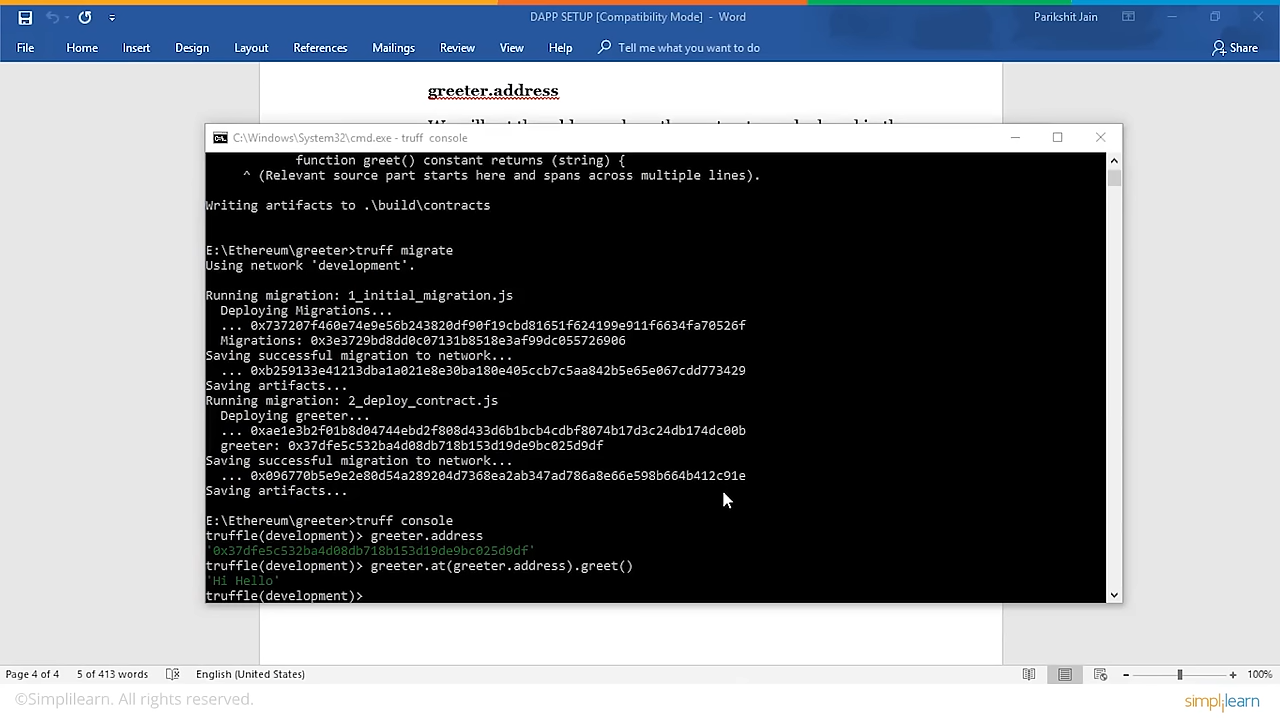 DAPP SETUP [Compatibility Mode] - Word
Parikshit Jain
File Home Insert Design Layout References Mailings Review View Help Tell me what you want to do Share
greeter.address
C:\Windows\System32\cmd.exe - truff console
function greet() constant returns (string) {
^ (Relevant source part starts here and spans across multiple lines).
Writing artifacts to .\build\contracts
E:\Ethereum\greeter>truff migrate
Using network 'development'.
Running migration: 1_initial_migration.js
Deploying Migrations...
... 0x737207f460e74e9e56b243820df90f19cbd81651f624199e911f6634fa70526f
Migrations: 0x3e3729bd8dd0c07131b8518e3af99dc055726906
Saving successful migration to network...
... 0xb259133e41213dba1a021e8e30ba180e405ccb7c5aa842b5e65e067cdd773429
Saving artifacts...
Running migration: 2_deploy_contract.js
Deploying greeter...
... 0xae1e3b2f01b8d04744ebd2f808d433d6b1bcb4cdbf8074b17d3c24db174dc00b
greeter: 0x37dfe5c532ba4d08db718b153d19de9bc025d9df
Saving successful migration to network...
... 0x096770b5e9e2e80d54a289204d7368ea2ab347ad786a8e66e598b664b412c91e
Saving artifacts...
E:\Ethereum\greeter>truff console
truffle(development)> greeter.address
'0x37dfe5c532ba4d08db718b153d19de9bc025d9df'
truffle(development)> greeter.at(greeter.address).greet()
'Hi Hello'
truffle(development)>
Page 4 of 4 5 of 413 words English (United States) 100%
©Simplilearn. All rights reserved.
simplilearn